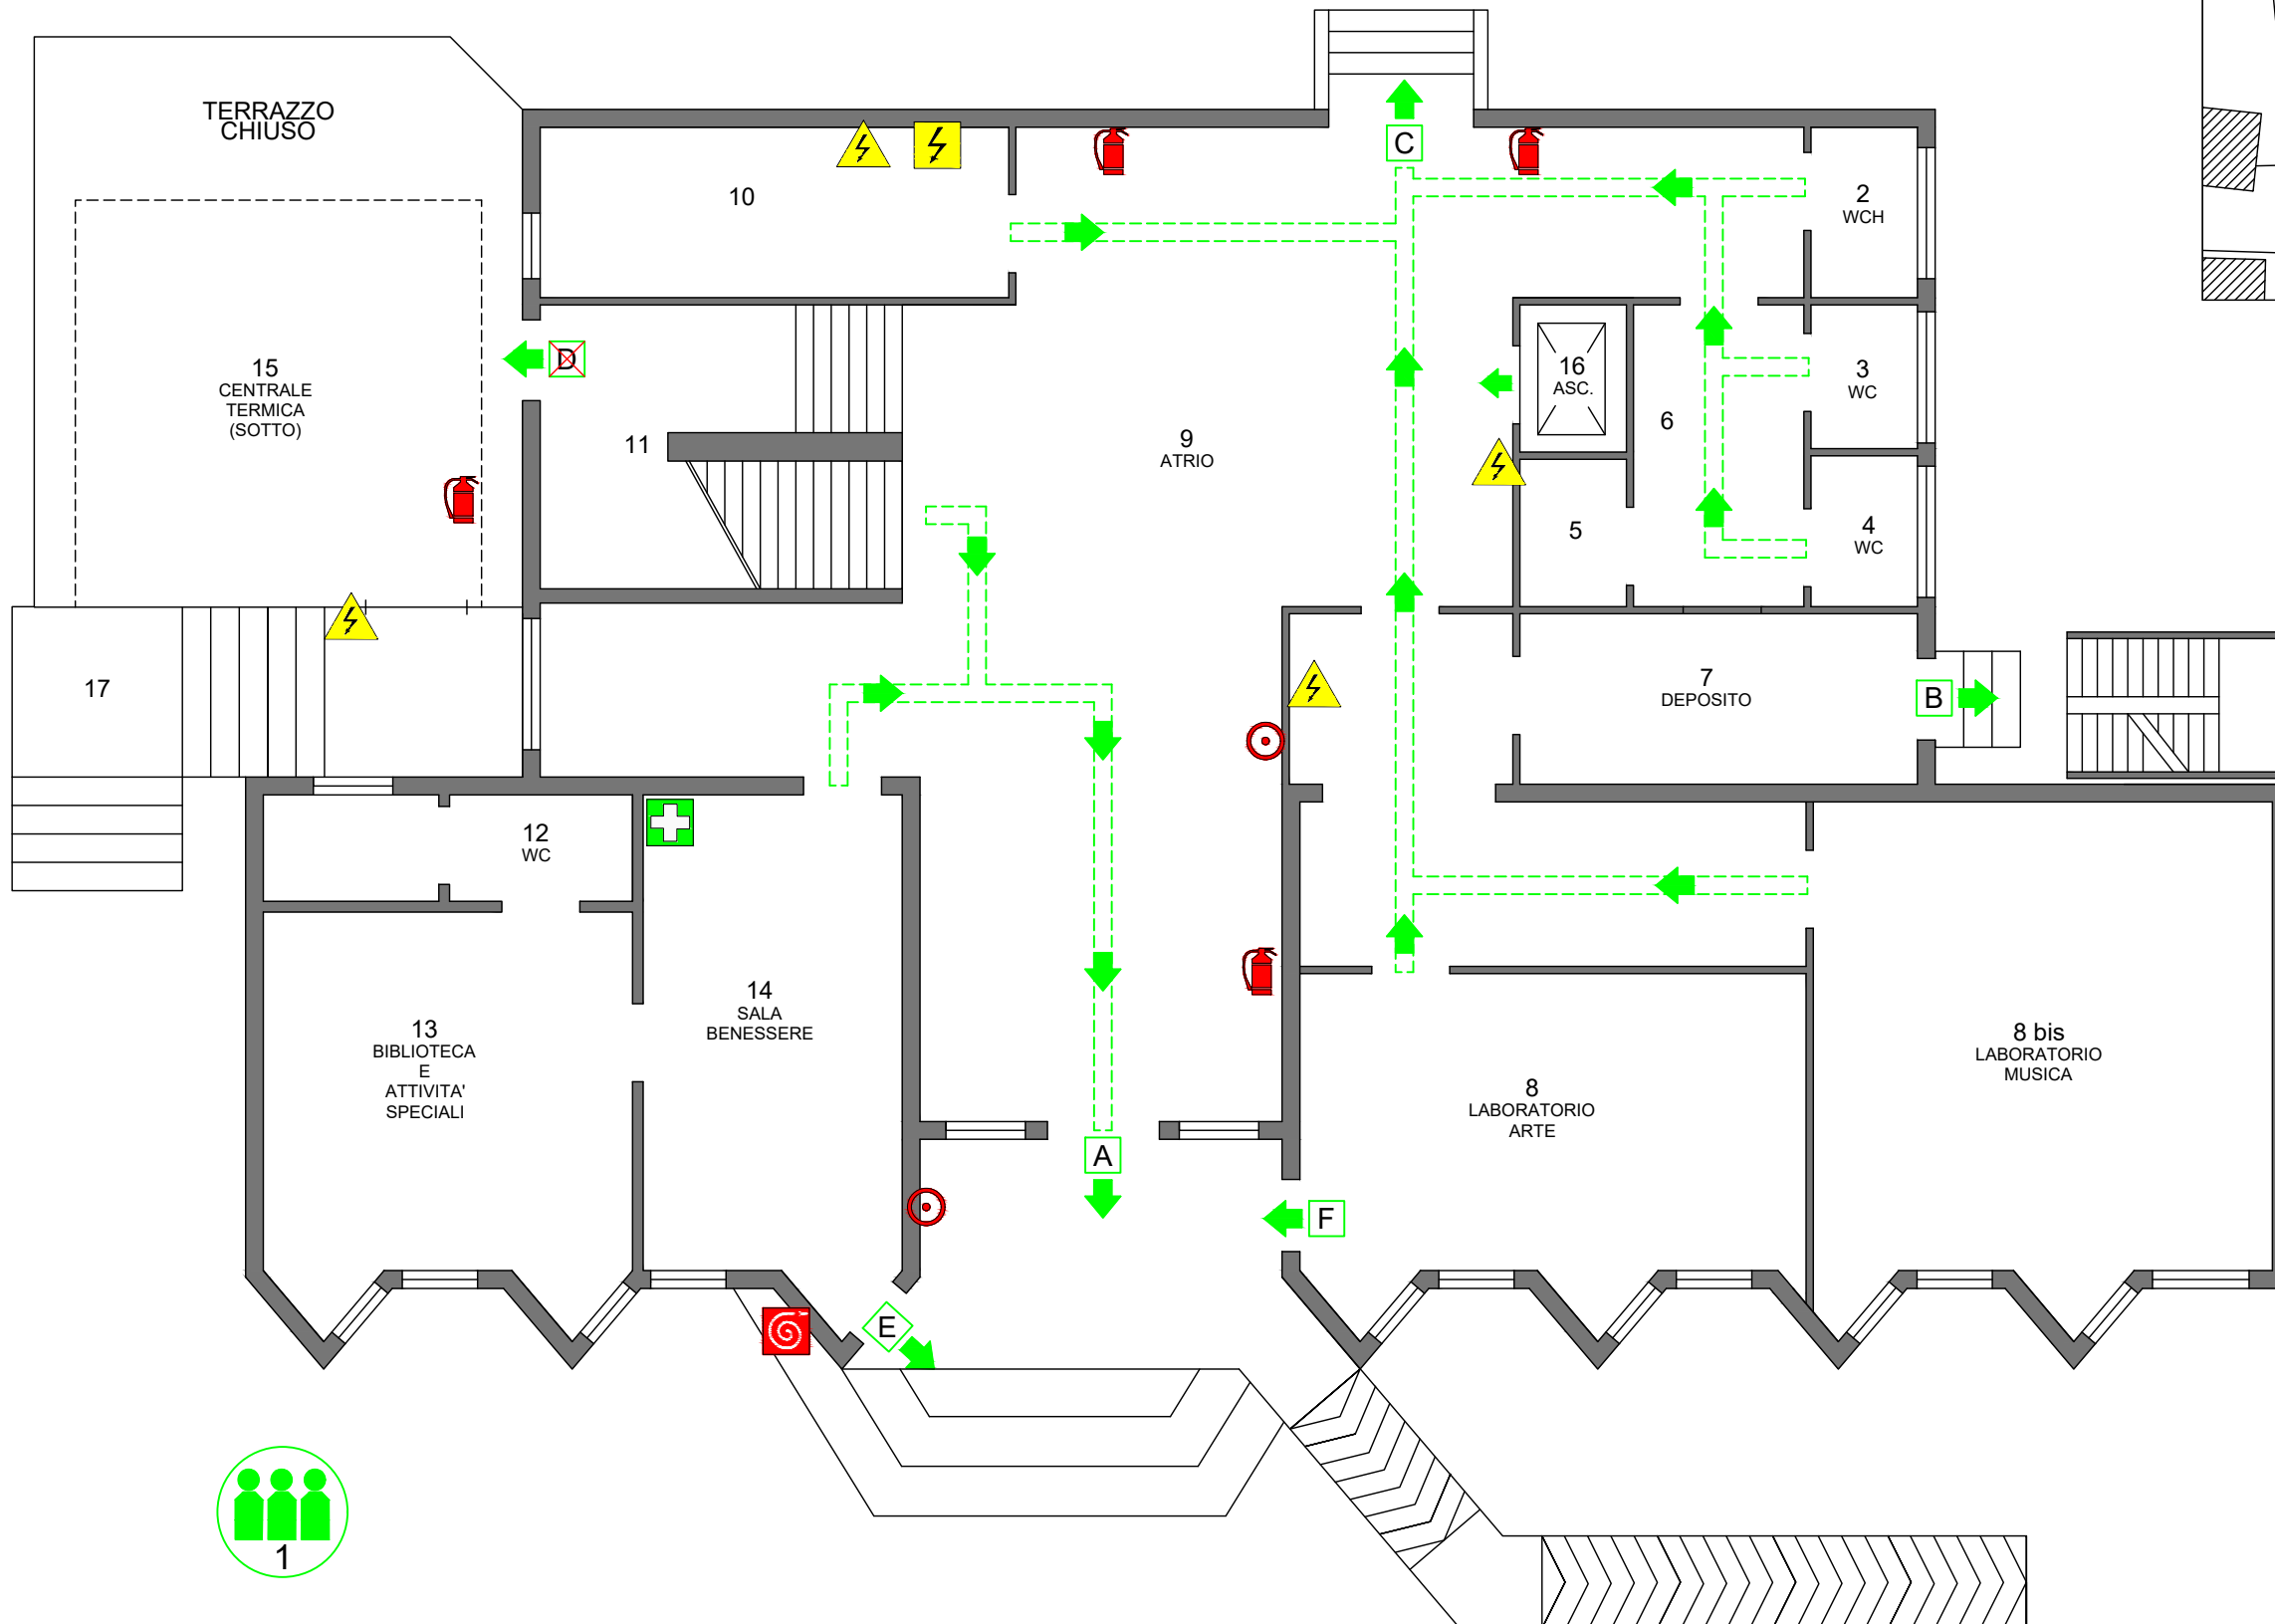 TERRAZZO
CHIUSO
C
10
2
WCH
D
15
CENTRALE
TERMICA
(SOTTO)
11
9
ATRIO
16
ASC.
6
3
WC
5
4
WC
17
7
DEPOSITO
B
12
WC
14
SALA
BENESSERE
13
BIBLIOTECA
E
ATTIVITA'
SPECIALI
8 bis
LABORATORIO
MUSICA
8
LABORATORIO
ARTE
A
F
E
1